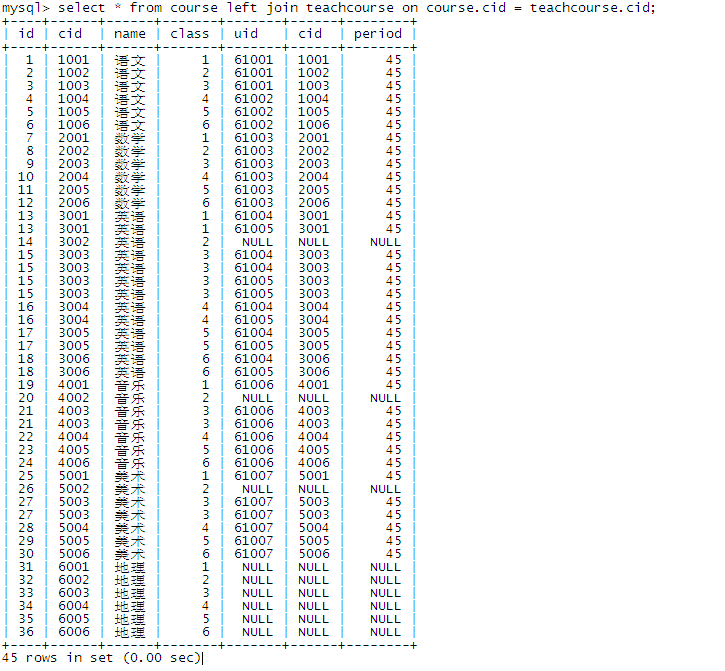 mysql> select * from course left join teachcourse on course.cid = teachcourse.cid;
+----+------+------+-------+-------+------+--------+
| id | cid | name | class | uid | cid | period |
+----+------+------+-------+-------+------+--------+
| 1 | 1001 | 语文 | 1 | 61001 | 1001 | 45 |
| 2 | 1002 | 语文 | 2 | 61001 | 1002 | 45 |
| 3 | 1003 | 语文 | 3 | 61001 | 1003 | 45 |
| 4 | 1004 | 语文 | 4 | 61002 | 1004 | 45 |
| 5 | 1005 | 语文 | 5 | 61002 | 1005 | 45 |
| 6 | 1006 | 语文 | 6 | 61002 | 1006 | 45 |
| 7 | 2001 | 数学 | 1 | 61003 | 2001 | 45 |
| 8 | 2002 | 数学 | 2 | 61003 | 2002 | 45 |
| 9 | 2003 | 数学 | 3 | 61003 | 2003 | 45 |
| 10 | 2004 | 数学 | 4 | 61003 | 2004 | 45 |
| 11 | 2005 | 数学 | 5 | 61003 | 2005 | 45 |
| 12 | 2006 | 数学 | 6 | 61003 | 2006 | 45 |
| 13 | 3001 | 英语 | 1 | 61004 | 3001 | 45 |
| 13 | 3001 | 英语 | 1 | 61005 | 3001 | 45 |
| 14 | 3002 | 英语 | 2 | NULL | NULL | NULL |
| 15 | 3003 | 英语 | 3 | 61004 | 3003 | 45 |
| 15 | 3003 | 英语 | 3 | 61004 | 3003 | 45 |
| 15 | 3003 | 英语 | 3 | 61005 | 3003 | 45 |
| 15 | 3003 | 英语 | 3 | 61005 | 3003 | 45 |
| 16 | 3004 | 英语 | 4 | 61004 | 3004 | 45 |
| 16 | 3004 | 英语 | 4 | 61005 | 3004 | 45 |
| 17 | 3005 | 英语 | 5 | 61004 | 3005 | 45 |
| 17 | 3005 | 英语 | 5 | 61005 | 3005 | 45 |
| 18 | 3006 | 英语 | 6 | 61004 | 3006 | 45 |
| 18 | 3006 | 英语 | 6 | 61005 | 3006 | 45 |
| 19 | 4001 | 音乐 | 1 | 61006 | 4001 | 45 |
| 20 | 4002 | 音乐 | 2 | NULL | NULL | NULL |
| 21 | 4003 | 音乐 | 3 | 61006 | 4003 | 45 |
| 21 | 4003 | 音乐 | 3 | 61006 | 4003 | 45 |
| 22 | 4004 | 音乐 | 4 | 61006 | 4004 | 45 |
| 23 | 4005 | 音乐 | 5 | 61006 | 4005 | 45 |
| 24 | 4006 | 音乐 | 6 | 61006 | 4006 | 45 |
| 25 | 5001 | 美术 | 1 | 61007 | 5001 | 45 |
| 26 | 5002 | 美术 | 2 | NULL | NULL | NULL |
| 27 | 5003 | 美术 | 3 | 61007 | 5003 | 45 |
| 27 | 5003 | 美术 | 3 | 61007 | 5003 | 45 |
| 28 | 5004 | 美术 | 4 | 61007 | 5004 | 45 |
| 29 | 5005 | 美术 | 5 | 61007 | 5005 | 45 |
| 30 | 5006 | 美术 | 6 | 61007 | 5006 | 45 |
| 31 | 6001 | 地理 | 1 | NULL | NULL | NULL |
| 32 | 6002 | 地理 | 2 | NULL | NULL | NULL |
| 33 | 6003 | 地理 | 3 | NULL | NULL | NULL |
| 34 | 6004 | 地理 | 4 | NULL | NULL | NULL |
| 35 | 6005 | 地理 | 5 | NULL | NULL | NULL |
| 36 | 6006 | 地理 | 6 | NULL | NULL | NULL |
+----+------+------+-------+-------+------+--------+
45 rows in set (0.00 sec)